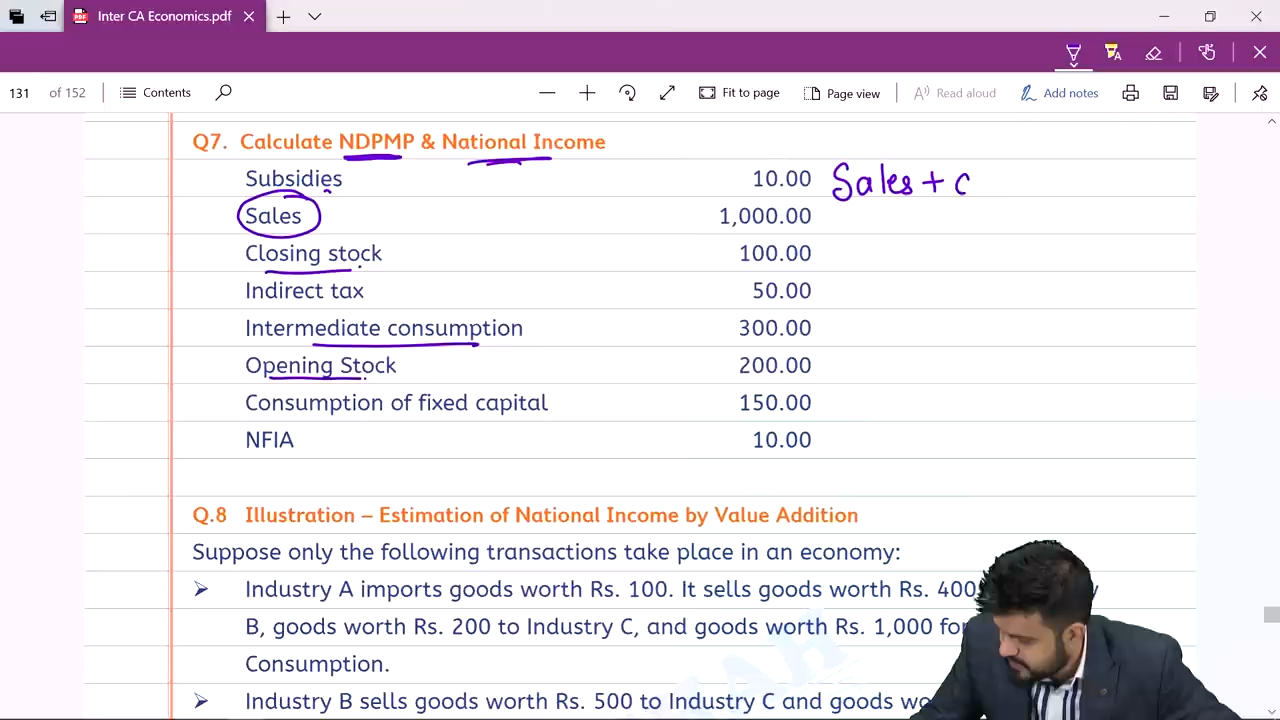 Inter CA Economics.pdf
131 of 152 Contents Fit to page Page view Read aloud Add notes
Q7. Calculate NDPMP & National Income
Subsidies 10.00 Sales + C
Sales 1,000.00
Closing stock 100.00
Indirect tax 50.00
Intermediate consumption 300.00
Opening Stock 200.00
Consumption of fixed capital 150.00
NFIA 10.00
Q.8 Illustration – Estimation of National Income by Value Addition
Suppose only the following transactions take place in an economy:
Industry A imports goods worth Rs. 100. It sells goods worth Rs. 400
B, goods worth Rs. 200 to Industry C, and goods worth Rs. 1,000 for
Consumption.
Industry B sells goods worth Rs. 500 to Industry C and goods